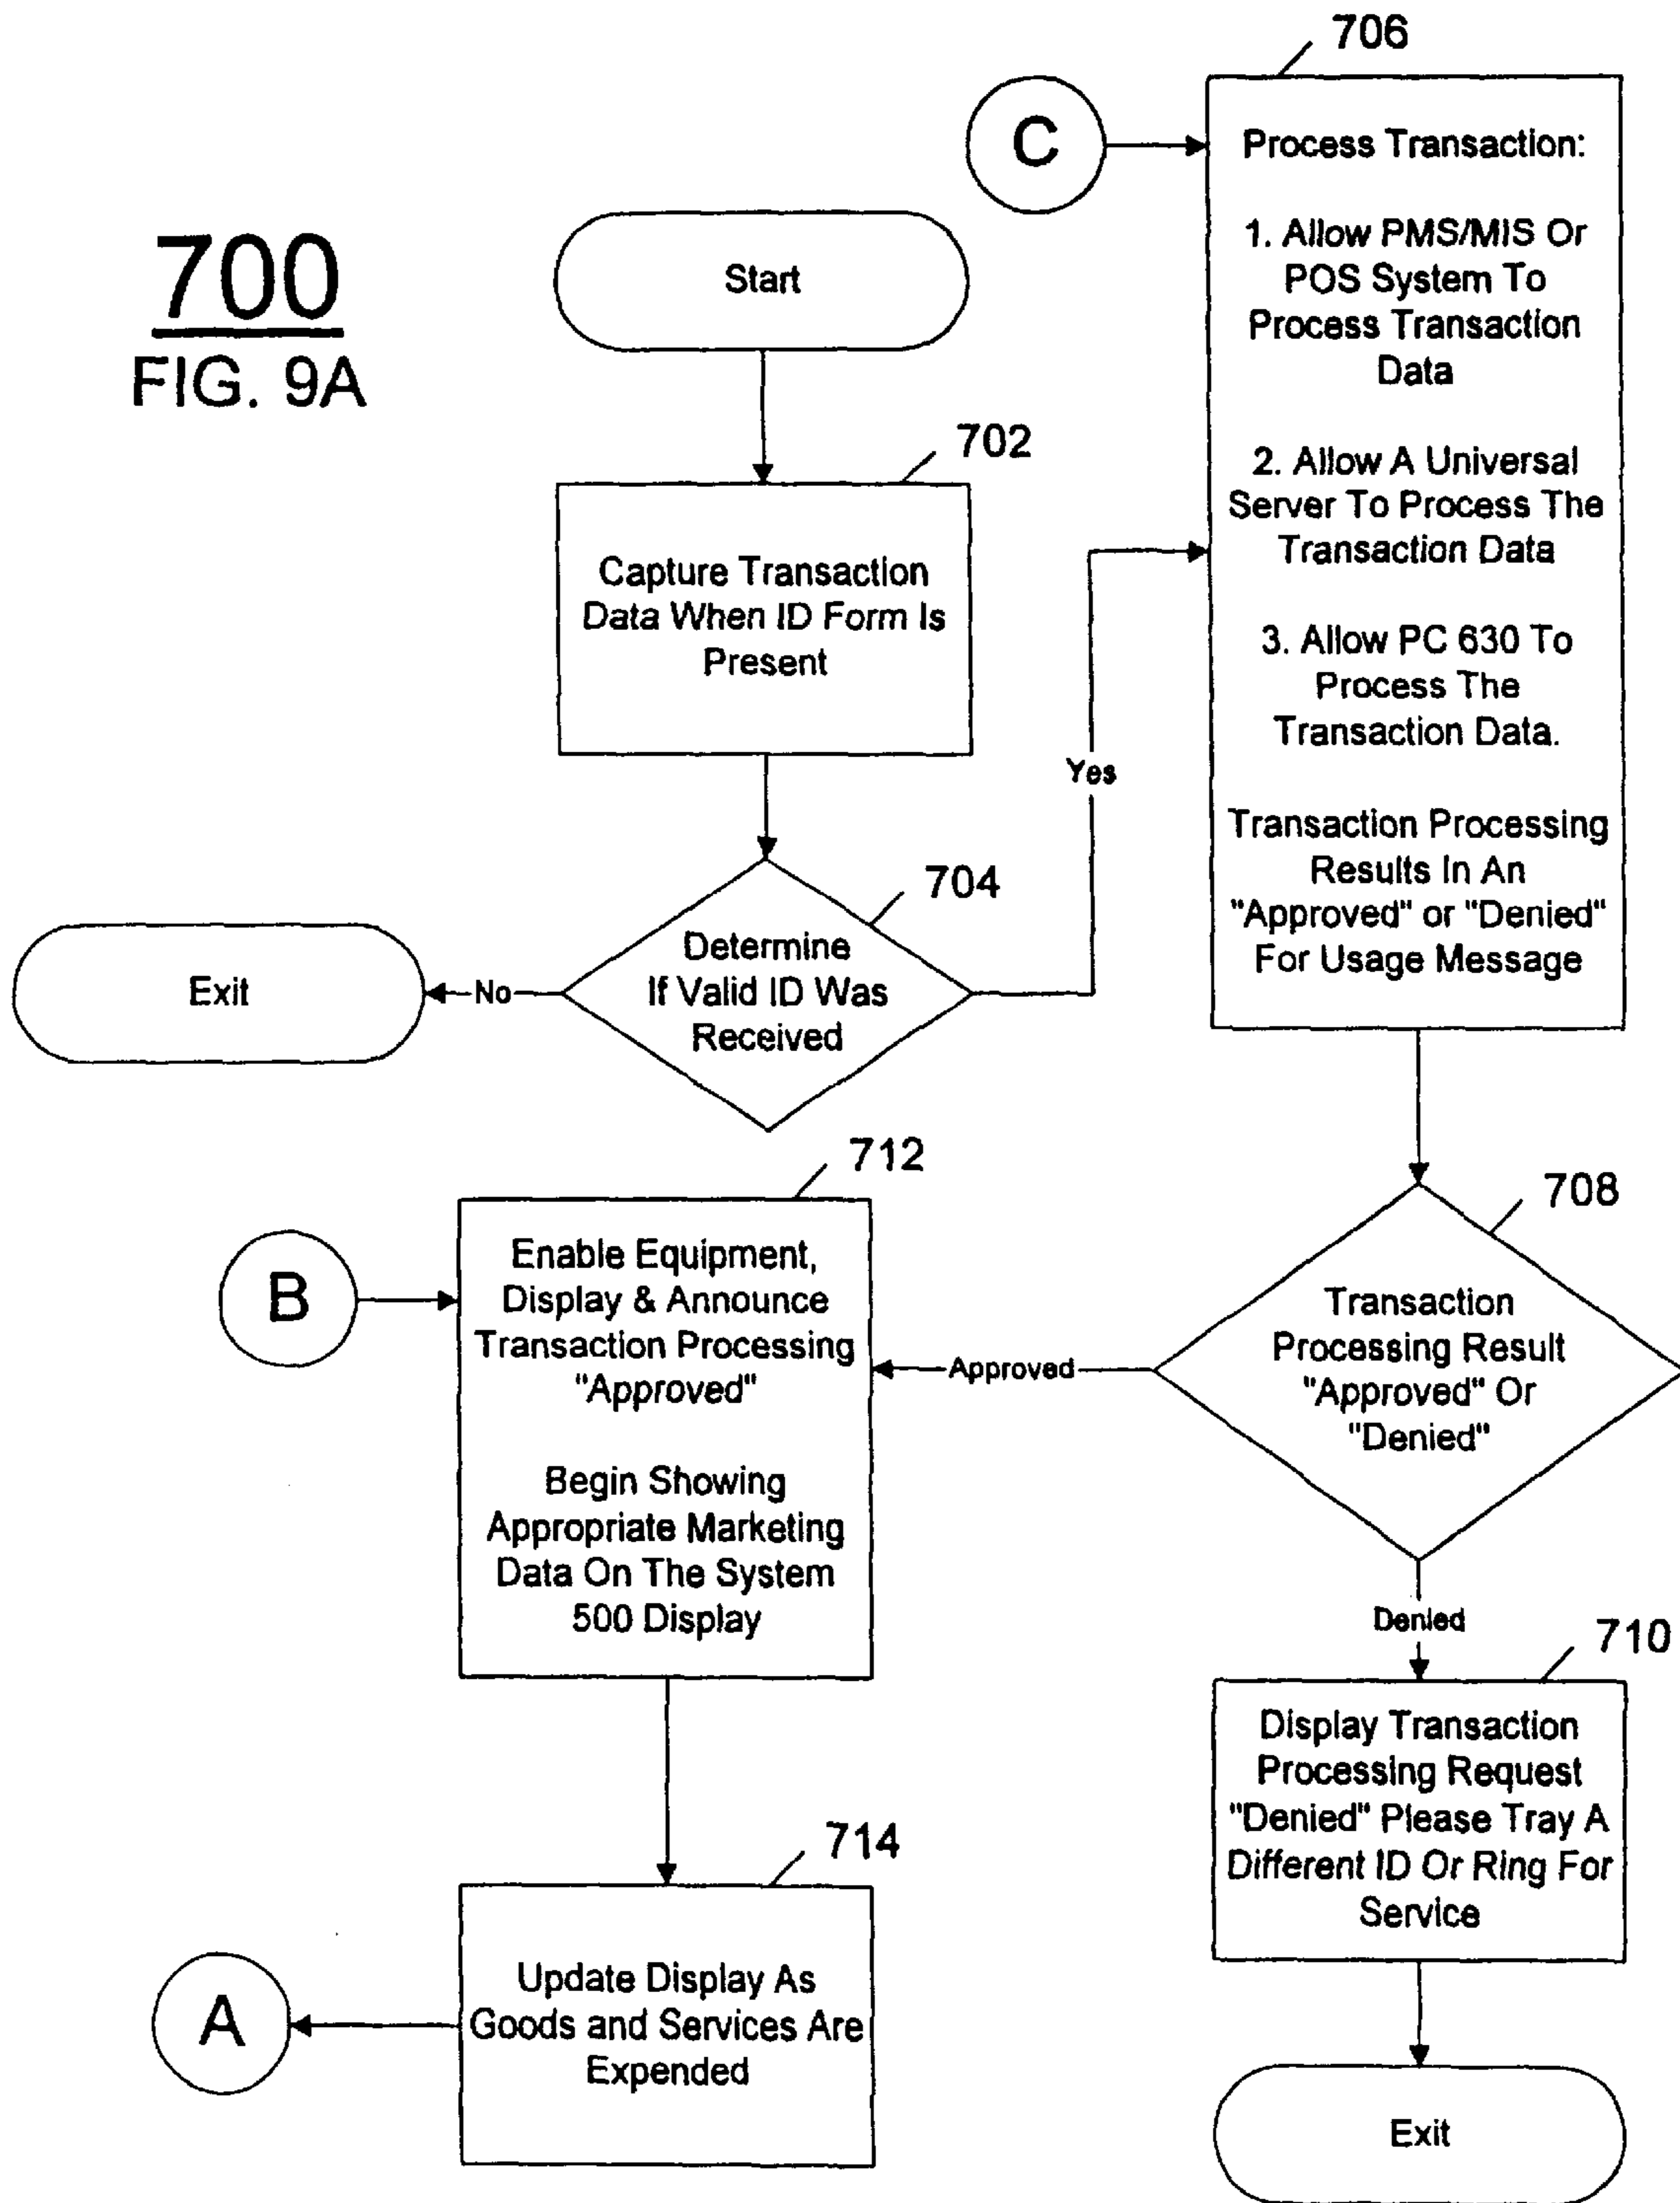 700
FIG. 9A
Start
702
Capture Transaction
Data When ID Form Is
Present
704
Determine
If Valid ID Was
Received
No
Exit
Yes
C
706
Process Transaction:
1. Allow PMS/MIS Or
POS System To
Process Transaction
Data
2. Allow A Universal
Server To Process The
Transaction Data
3. Allow PC 630 To
Process The
Transaction Data.
Transaction Processing
Results In An
"Approved" or "Denied"
For Usage Message
708
Transaction
Processing Result
"Approved" Or
"Denied"
Approved
Denied
710
Display Transaction
Processing Request
"Denied" Please Tray A
Different ID Or Ring For
Service
Exit
B
712
Enable Equipment,
Display & Announce
Transaction Processing
"Approved"
Begin Showing
Appropriate Marketing
Data On The System
500 Display
714
Update Display As
Goods and Services Are
Expended
A